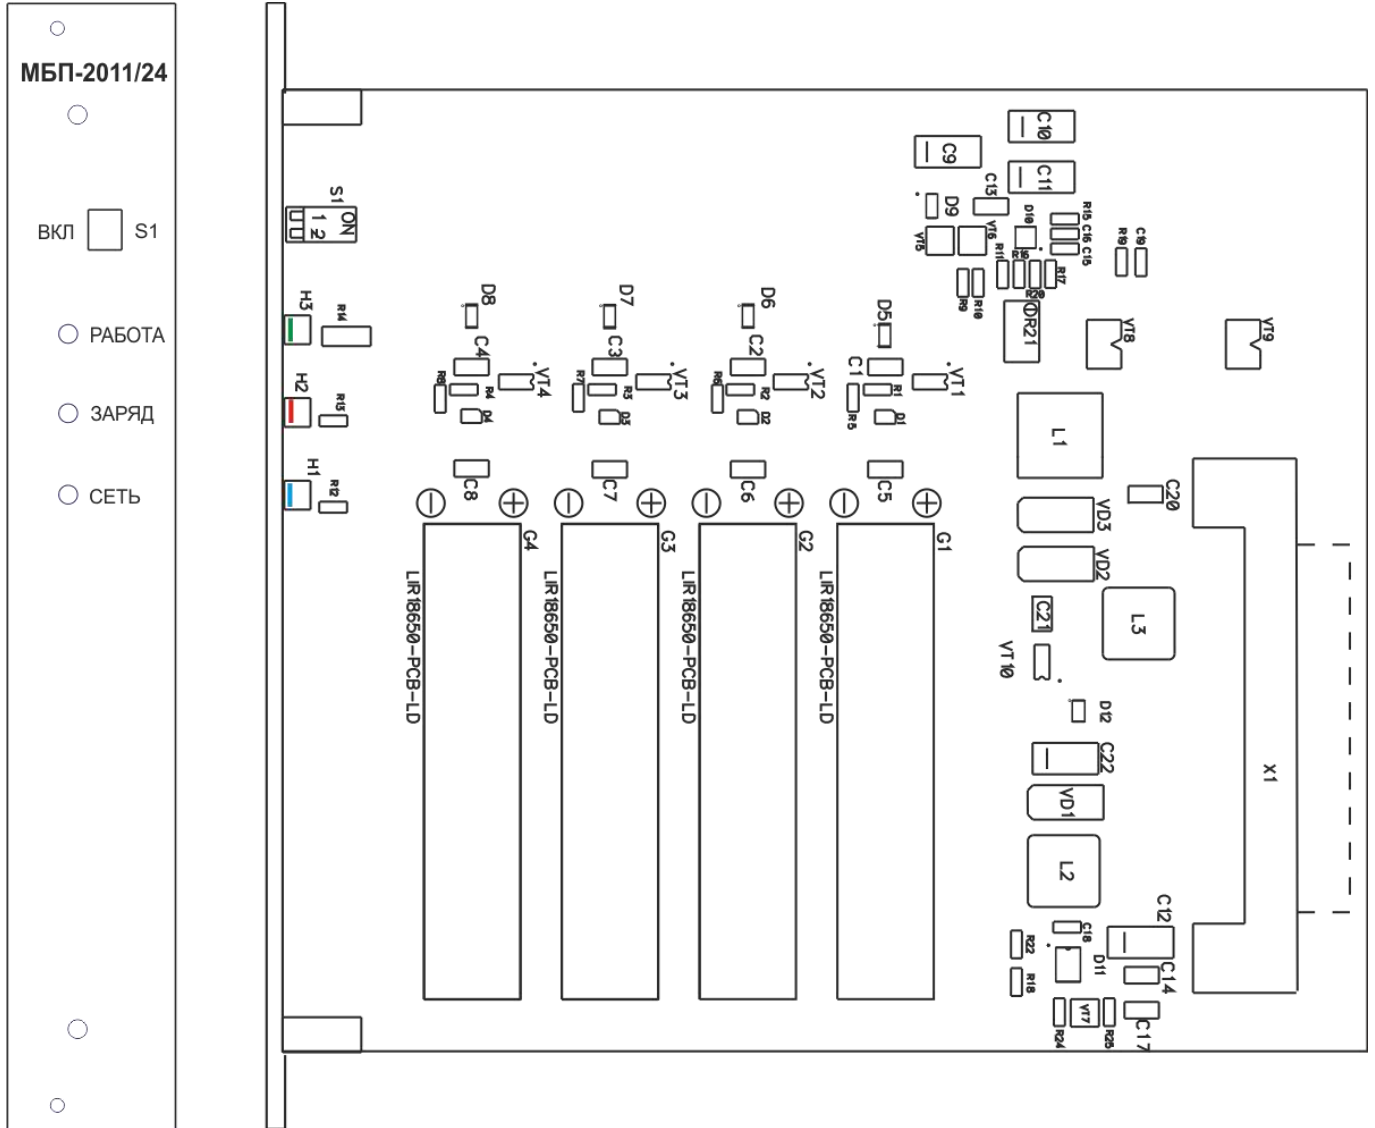 МБП-2011/24
ВКЛ S1
РАБОТА
ЗАРЯД
СЕТЬ
S1
ON
1 2
H3
R14
H2
R13
H1
R12
D8
C4
VT4
R8
R4
D4
C8
G4
LIR18650-PCB-LD
D7
C3
VT3
R7
R3
D3
C7
G3
LIR18650-PCB-LD
D6
C2
VT2
R6
R2
D2
C6
G2
LIR18650-PCB-LD
D5
C1
VT1
R5
R1
D1
C5
G1
LIR18650-PCB-LD
C10
C9
C11
C13
D9
D10
R15
C16
C15
VT5
VT6
R11
R16
R17
R20
R9
R10
R21
R19
C19
VT8
VT9
L1
VD3
C20
VD2
C21
L3
VT10
D12
C22
VD1
X1
L2
C12
C18
R22
D11
C14
R18
VT7
R24
R25
C17